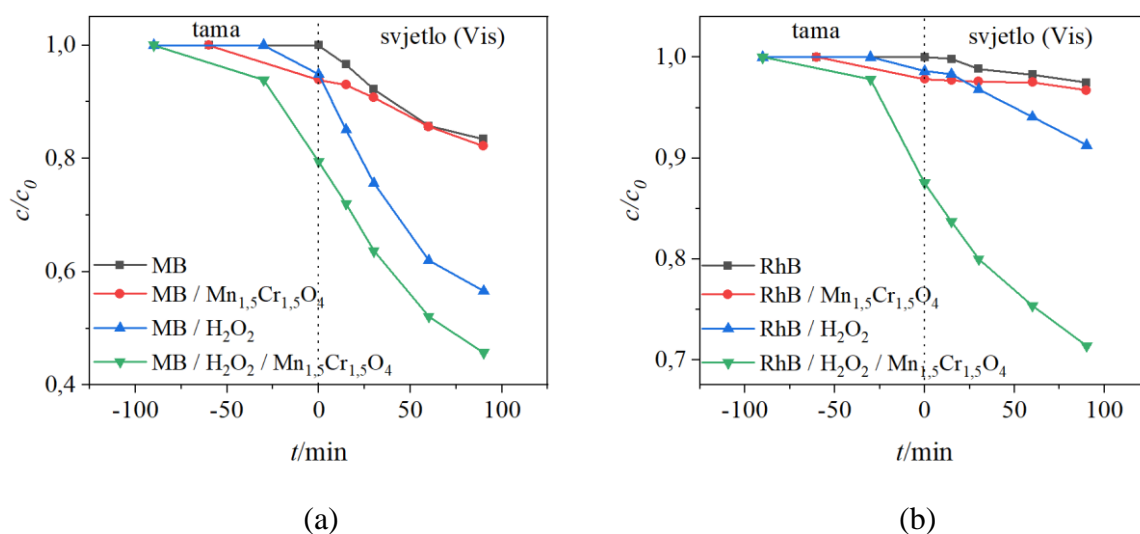 tama
svjetlo (Vis)
1,0
0,8
0,6
0,4
c/c₀
MB
MB / Mn₁,₅Cr₁,₅O₄
MB / H₂O₂
MB / H₂O₂ / Mn₁,₅Cr₁,₅O₄
-100
-50
0
50
100
t/min
(a)
tama
svjetlo (Vis)
1,0
0,9
0,8
0,7
c/c₀
RhB
RhB / Mn₁,₅Cr₁,₅O₄
RhB / H₂O₂
RhB / H₂O₂ / Mn₁,₅Cr₁,₅O₄
-100
-50
0
50
100
t/min
(b)